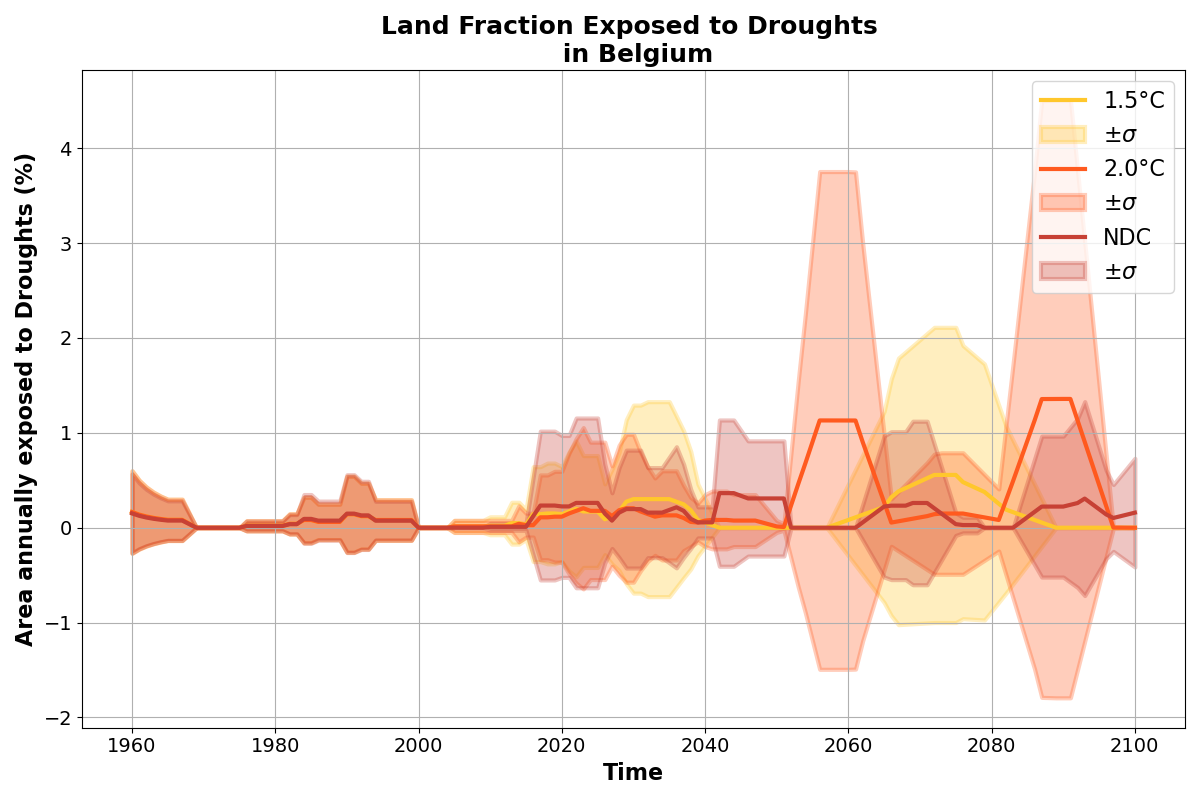 Land Fraction Exposed to Droughts
in Belgium
Area annually exposed to Droughts (%)
4
3
2
1
0
−1
−2
1960 1980 2000 2020 2040 2060 2080 2100
Time
1.5°C
±σ
2.0°C
±σ
NDC
±σ